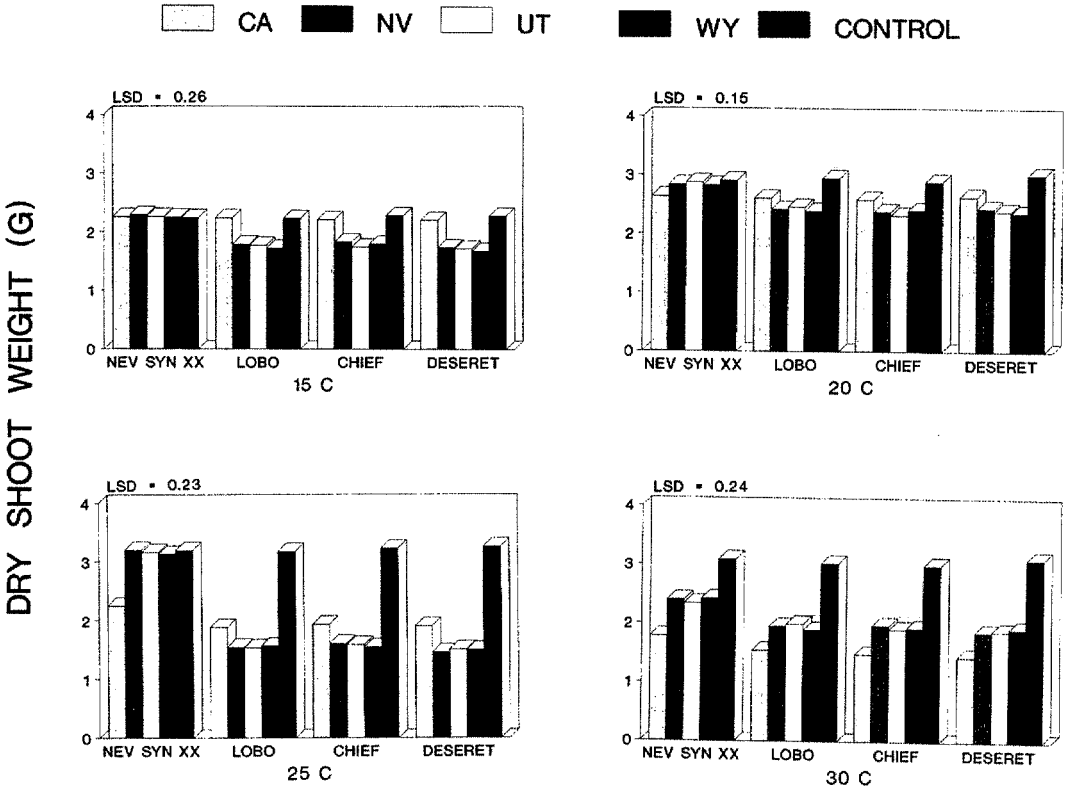 CA NV UT WY CONTROL
DRY SHOOT WEIGHT (G)
LSD = 0.26
4
3
2
1
0
NEV SYN XX LOBO CHIEF DESERET
15 C
LSD = 0.15
4
3
2
1
0
NEV SYN XX LOBO CHIEF DESERET
20 C
LSD = 0.23
4
3
2
1
0
NEV SYN XX LOBO CHIEF DESERET
25 C
LSD = 0.24
4
3
2
1
0
NEV SYN XX LOBO CHIEF DESERET
30 C